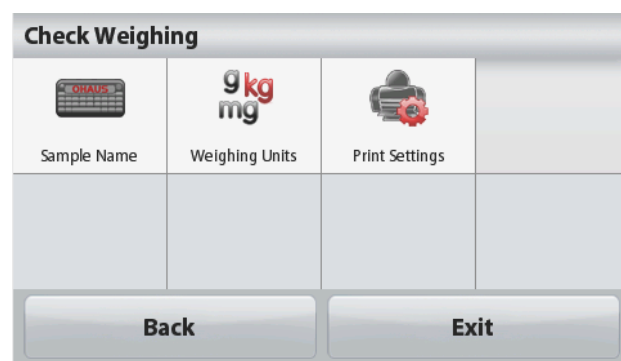 Check Weighing
OHAUS
g kg
mg
Sample Name
Weighing Units
Print Settings
Back
Exit